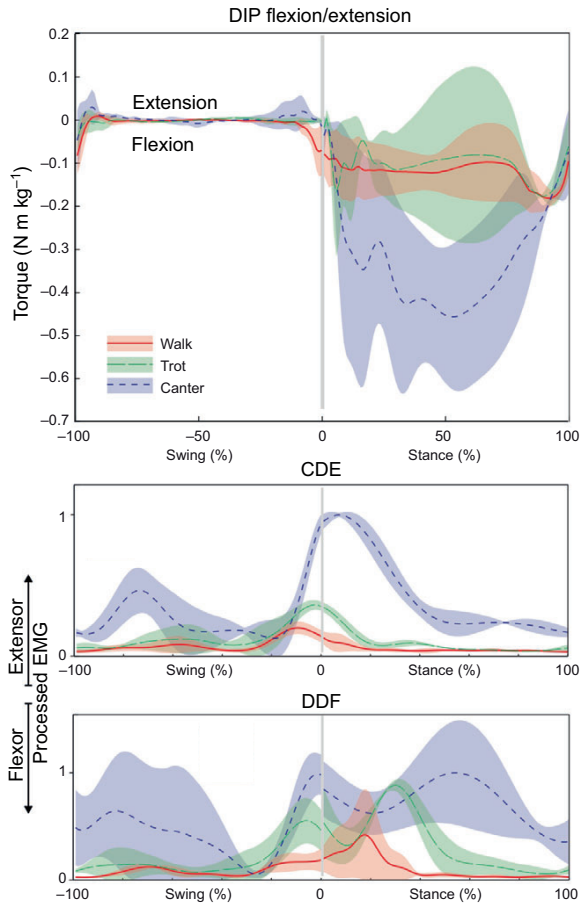 DIP flexion/extension
0.2
0.1
0
−0.1
−0.2
−0.3
−0.4
−0.5
−0.6
−0.7
Torque (N m kg⁻¹)
Extension
Flexion
Walk
Trot
Canter
−100 −50 0 50 100
Swing (%) Stance (%)
CDE
1
0
−100 0 100
Swing (%) Stance (%)
Flexor Extensor
Processed EMG
DDF
1
0
−100 0 100
Swing (%) Stance (%)